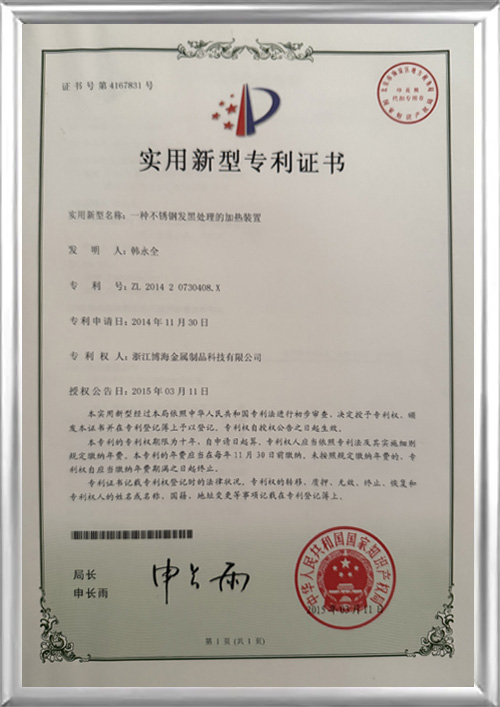 证书号第4167831号
实用新型专利证书
实用新型名称：一种不锈钢发黑处理的加热装置
发 明 人：韩永全
专 利 号：ZL 2014 2 0730408.X
专利申请日：2014年11月30日
专 利 权 人：浙江博海金属制品科技有限公司
授权公告日：2015年03月11日
本实用新型经过本局依照中华人民共和国专利法进行初步审查，决定授予专利权，颁
发本证书并在专利登记簿上予以登记。专利权自授权公告之日起生效。
本专利的专利权期限为十年，自申请日起算。专利权人应当依照专利法及其实施细则
规定缴纳年费。本专利的年费应当在每年11月30日前缴纳。未按照规定缴纳年费的，专
利权自应当缴纳年费期满之日起终止。
专利证书记载专利权登记时的法律状况。专利权的转移、质押、无效、终止、恢复和
专利权人的姓名或名称、国籍、地址变更等事项记载在专利登记簿上。
局长
申长雨
申长雨
中华人民共和国国家知识产权局
2015年03月11日
第1页（共1页）